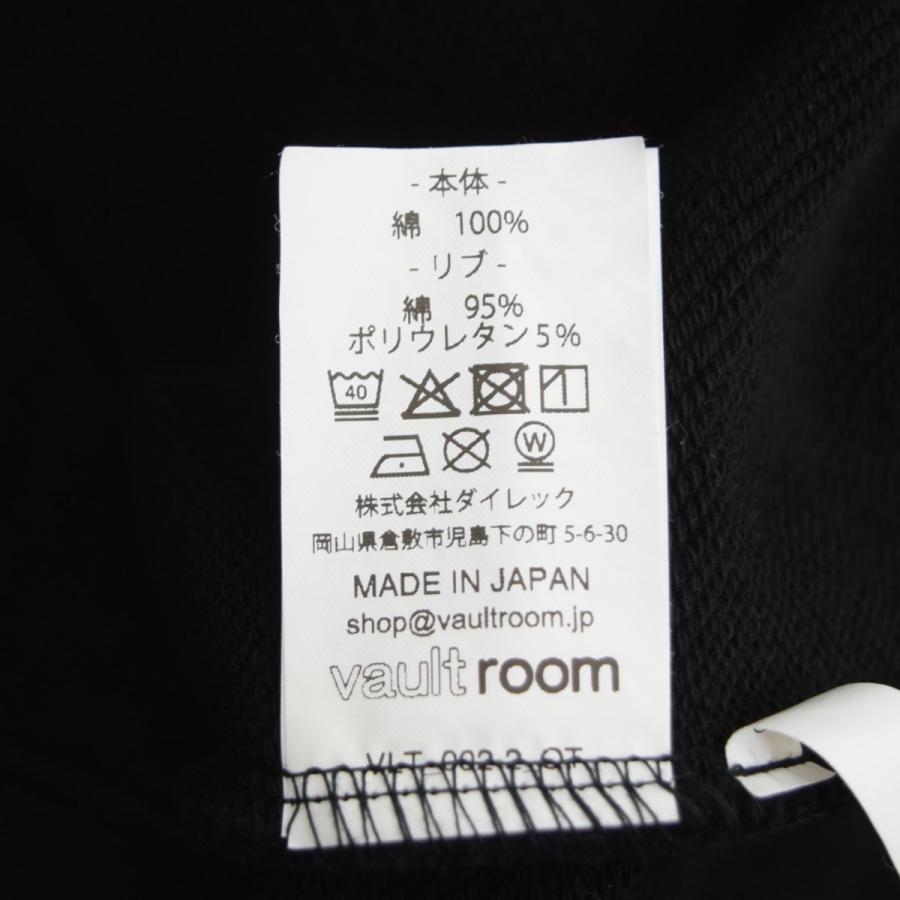 - 本体 -
綿 100%
- リブ -
綿 95%
ポリウレタン 5%
40
W
株式会社ダイレック
岡山県倉敷市児島下の町 5-6-30
MADE IN JAPAN
shop@vaultroom.jp
vault room